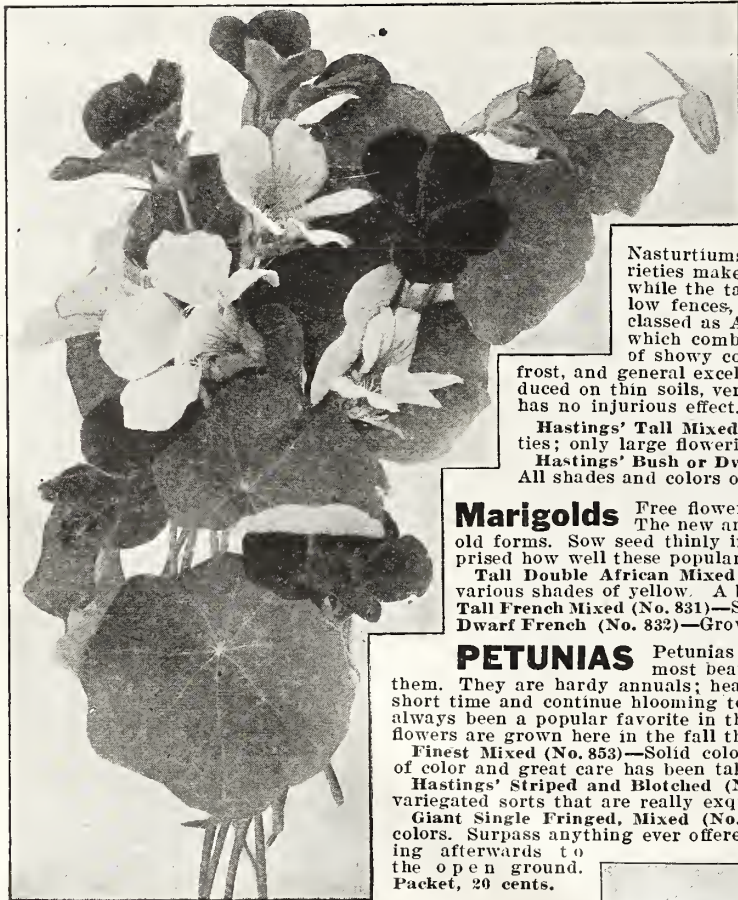 Nasturtiums
rieties make
while the ta
low fences,
classed as A
which comb
of showy co
frost, and general excel
duced on thin soils, ver
has no injurious effect.
Hastings' Tall Mixed
ties; only large floweri
Hastings' Bush or Dw
All shades and colors o
Marigolds Free flower
The new an
old forms. Sow seed thinly i
prised how well these popular
Tall Double African Mixed
various shades of yellow. A
Tall French Mixed (No. 831)—S
Dwarf French (No. 832)—Grov
PETUNIAS Petunias
most bea
them. They are hardy annuals; hea
short time and continue blooming to
always been a popular favorite in th
flowers are grown here in the fall th
Finest Mixed (No. 853)—Solid colo
of color and great care has been tal
Hastings' Striped and Blotched (N
variegated sorts that are really exq
Giant Single Fringed, Mixed (No.
colors. Surpass anything ever offere
ing afterwards to
the open ground.
Packet, 20 cents.